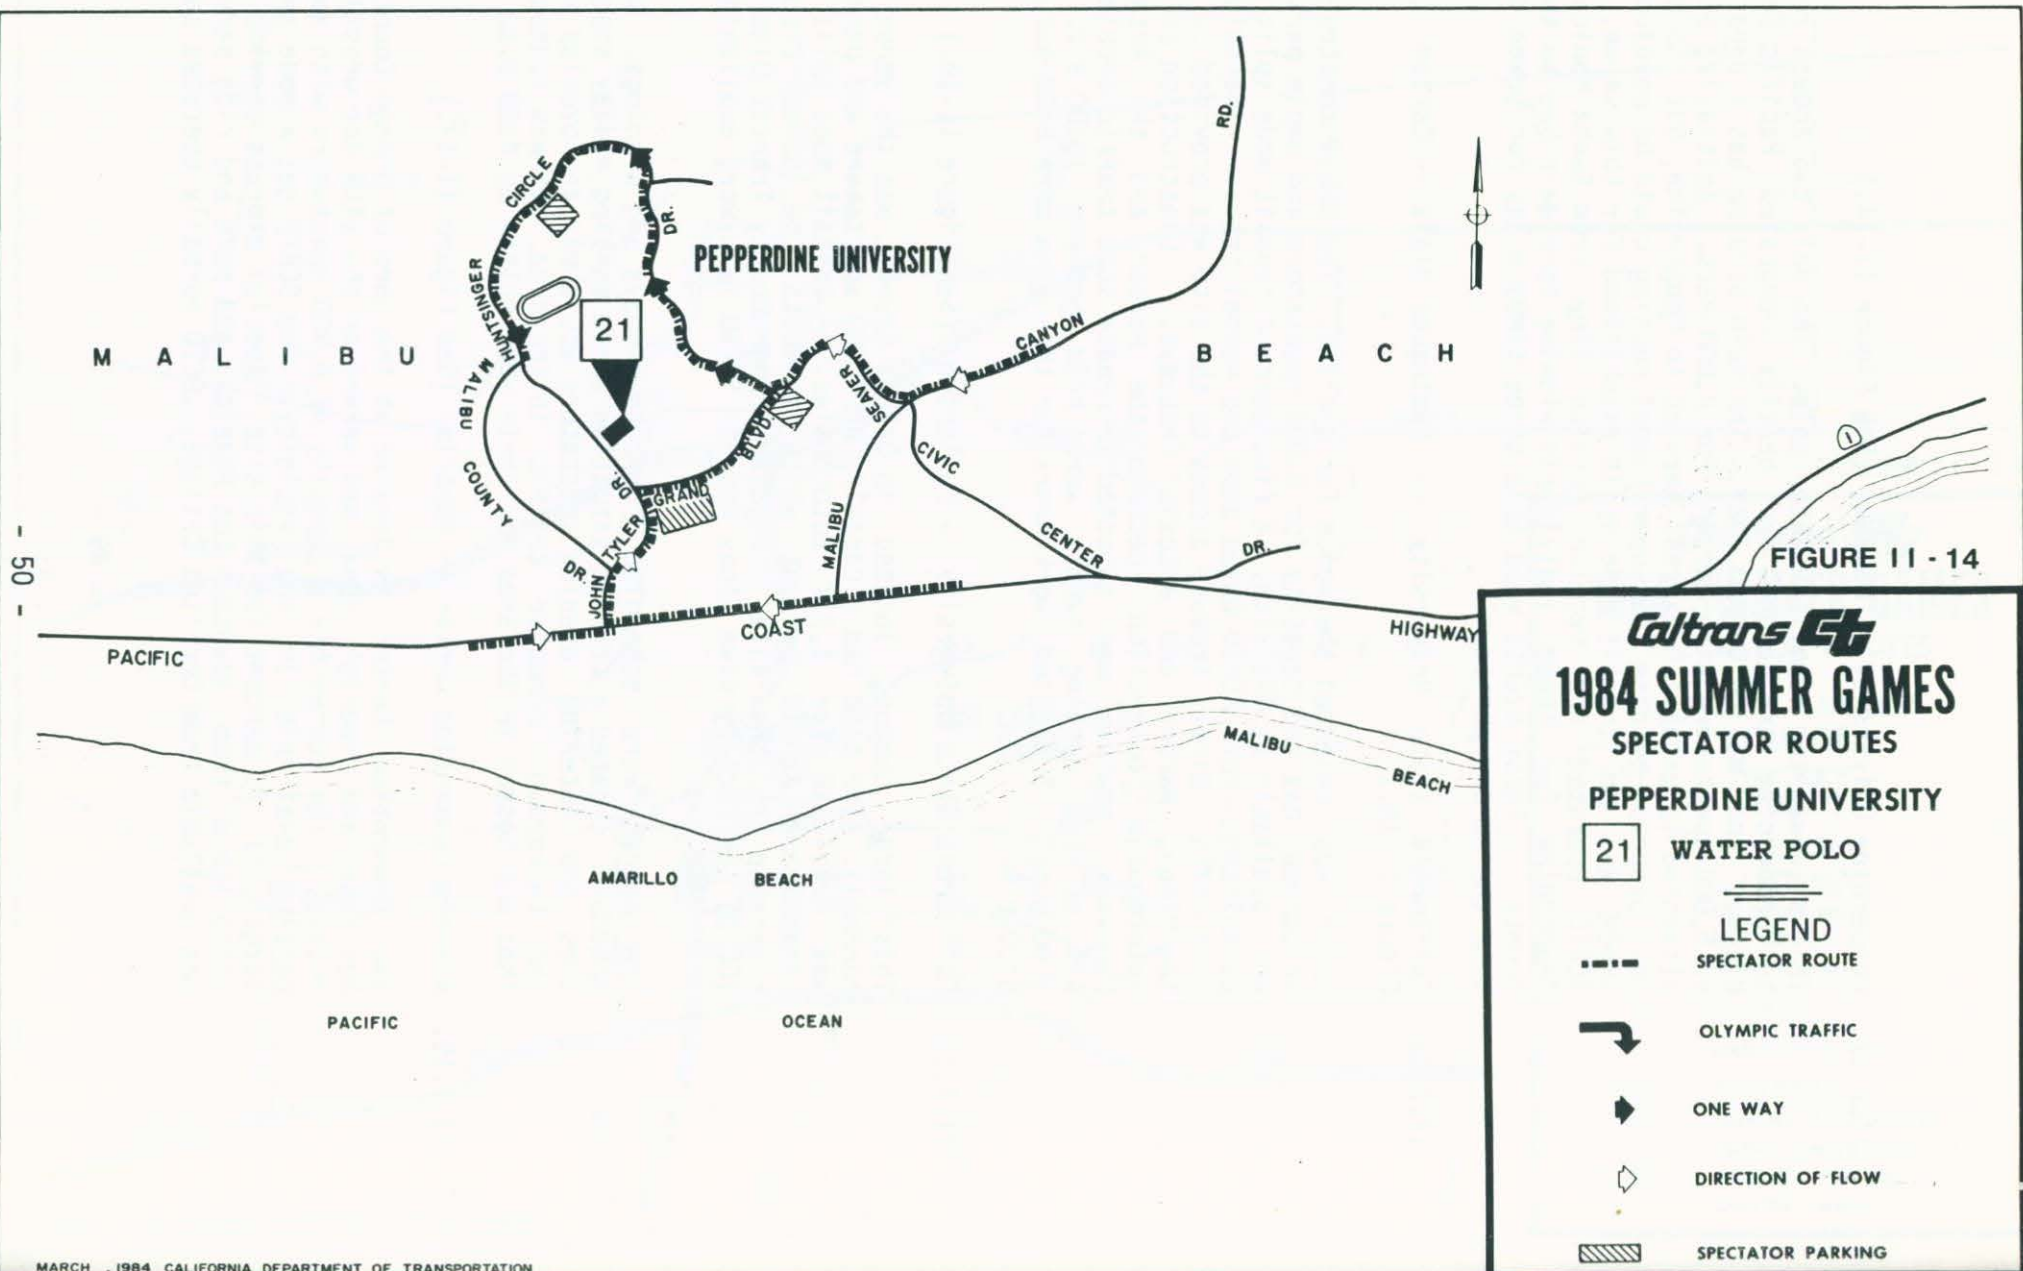 CIRCLE
DR.
RD.
PEPPERDINE UNIVERSITY
HUNTSINGER
21
MALIBU
BEACH
CANYON
SEAVER
MALIBU
COUNTY
DR.
BLVD.
GRAND
DR.
TYLER
JOHN
MALIBU
CIVIC
CENTER
DR.
1
FIGURE 11 - 14
PACIFIC
COAST
HIGHWAY
MALIBU
BEACH
AMARILLO BEACH
PACIFIC OCEAN
- 50 -
Caltrans Ct
1984 SUMMER GAMES
SPECTATOR ROUTES
PEPPERDINE UNIVERSITY
21 WATER POLO
LEGEND
SPECTATOR ROUTE
OLYMPIC TRAFFIC
ONE WAY
DIRECTION OF FLOW
SPECTATOR PARKING
MARCH , 1984 CALIFORNIA DEPARTMENT OF TRANSPORTATION